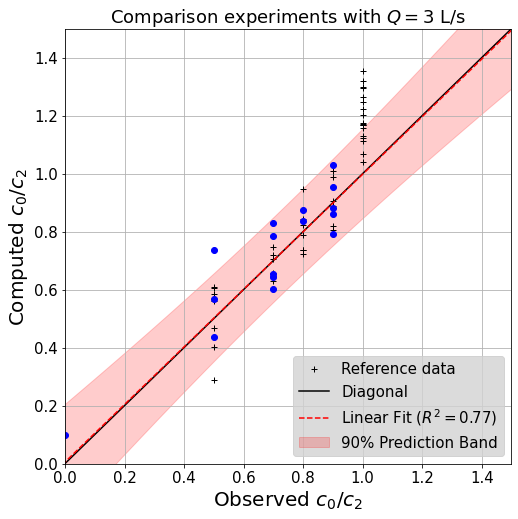 Comparison experiments with Q = 3 L/s
Computed c₀/c₂
1.4
1.2
1.0
0.8
0.6
0.4
0.2
0.0
Reference data
Diagonal
Linear Fit (R² = 0.77)
90% Prediction Band
0.0 0.2 0.4 0.6 0.8 1.0 1.2 1.4
Observed c₀/c₂